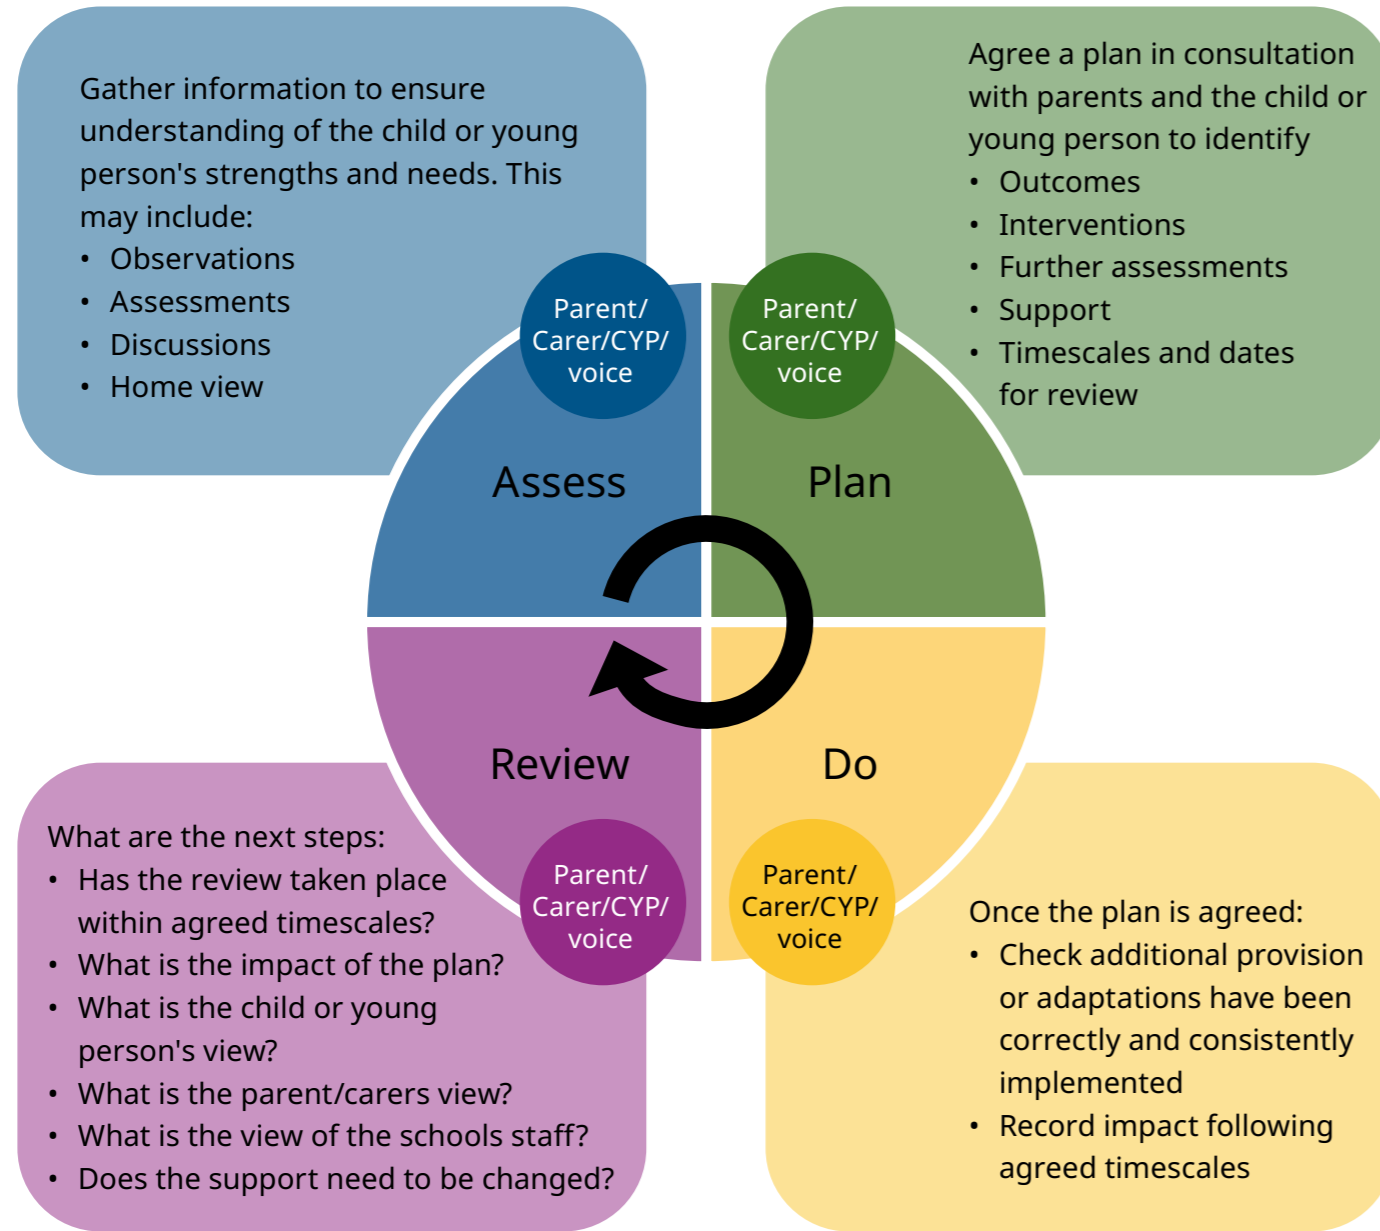 Gather information to ensure
understanding of the child or young
person's strengths and needs. This
may include:
• Observations
• Assessments
• Discussions
• Home view
Parent/
Carer/CYP/
voice
Assess
Agree a plan in consultation
with parents and the child or
young person to identify
• Outcomes
• Interventions
• Further assessments
• Support
• Timescales and dates
for review
Parent/
Carer/CYP/
voice
Plan
Review
Parent/
Carer/CYP/
voice
What are the next steps:
• Has the review taken place
within agreed timescales?
• What is the impact of the plan?
• What is the child or young
person's view?
• What is the parent/carers view?
• What is the view of the schools staff?
• Does the support need to be changed?
Do
Parent/
Carer/CYP/
voice
Once the plan is agreed:
• Check additional provision
or adaptations have been
correctly and consistently
implemented
• Record impact following
agreed timescales